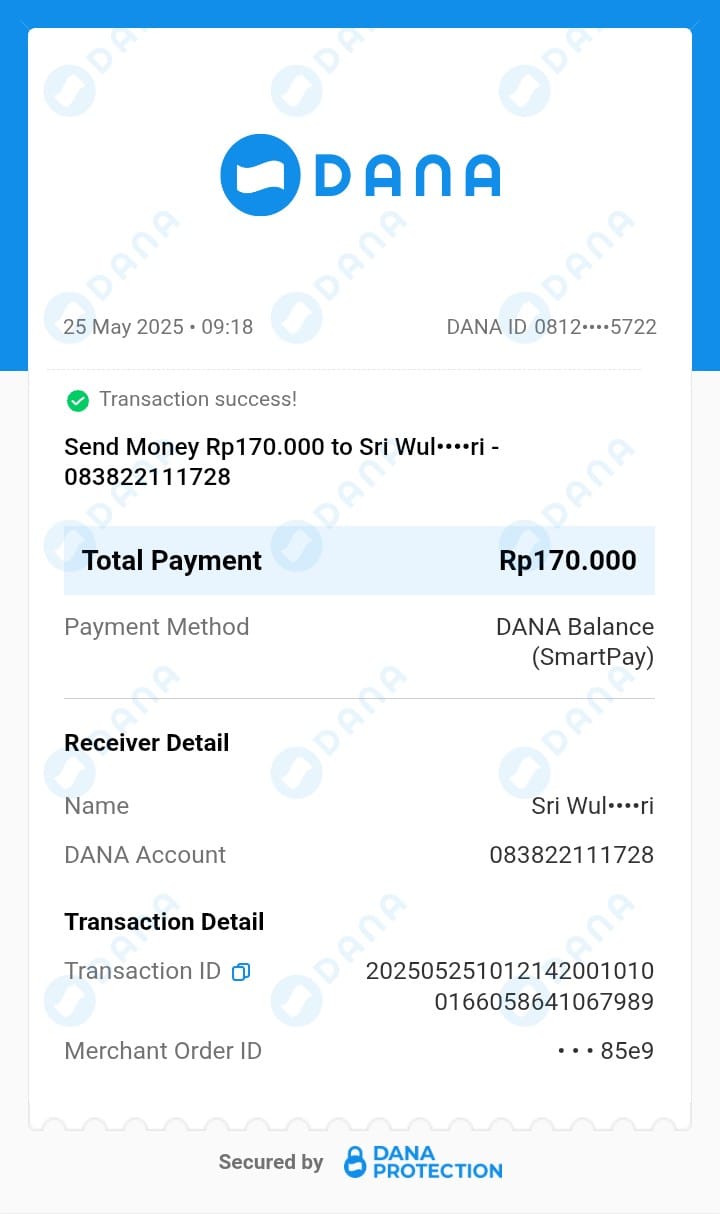 DANA
25 May 2025 • 09:18 DANA ID 0812••••5722
Transaction success!
Send Money Rp170.000 to Sri Wul••••ri -
083822111728
Total Payment Rp170.000
Payment Method DANA Balance
(SmartPay)
Receiver Detail
Name Sri Wul••••ri
DANA Account 083822111728
Transaction Detail
Transaction ID 202505251012142001010
0166058641067989
Merchant Order ID • • • 85e9
Secured by DANA
PROTECTION